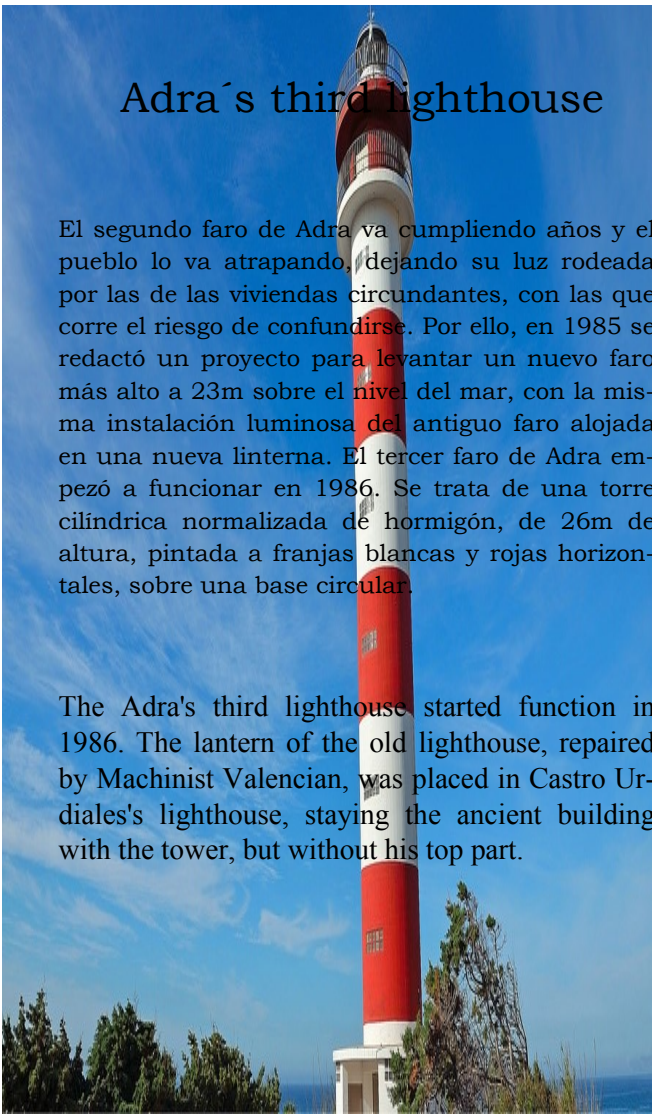 Adra´s third lighthouse
El segundo faro de Adra va cumpliendo años y el
pueblo lo va atrapando, dejando su luz rodeada
por las de las viviendas circundantes, con las que
corre el riesgo de confundirse. Por ello, en 1985 se
redactó un proyecto para levantar un nuevo faro
más alto a 23m sobre el nivel del mar, con la mis-
ma instalación luminosa del antiguo faro alojada
en una nueva linterna. El tercer faro de Adra em-
pezó a funcionar en 1986. Se trata de una torre
cilíndrica normalizada de hormigón, de 26m de
altura, pintada a franjas blancas y rojas horizon-
tales, sobre una base circular.
The Adra's third lighthouse started function in
1986. The lantern of the old lighthouse, repaired
by Machinist Valencian, was placed in Castro Ur-
diales's lighthouse, staying the ancient building
with the tower, but without his top part.